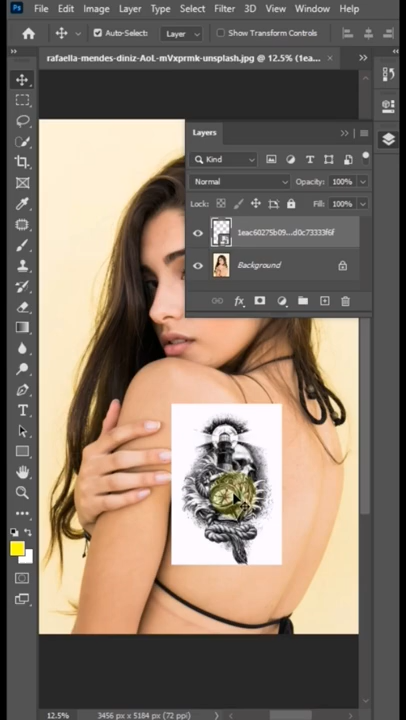 Ps File Edit Image Layer Type Select Filter 3D View Window Help
Auto-Select: Layer Show Transform Controls
rafaella-mendes-diniz-AoL-mVxprmk-unsplash.jpg @ 12.5% (1ea...
Layers
Kind
Normal Opacity: 100%
Lock: Fill: 100%
1eac60275b09...d0c73333f6f
Background
12.5% 3456 px x 5184 px (72 ppi)